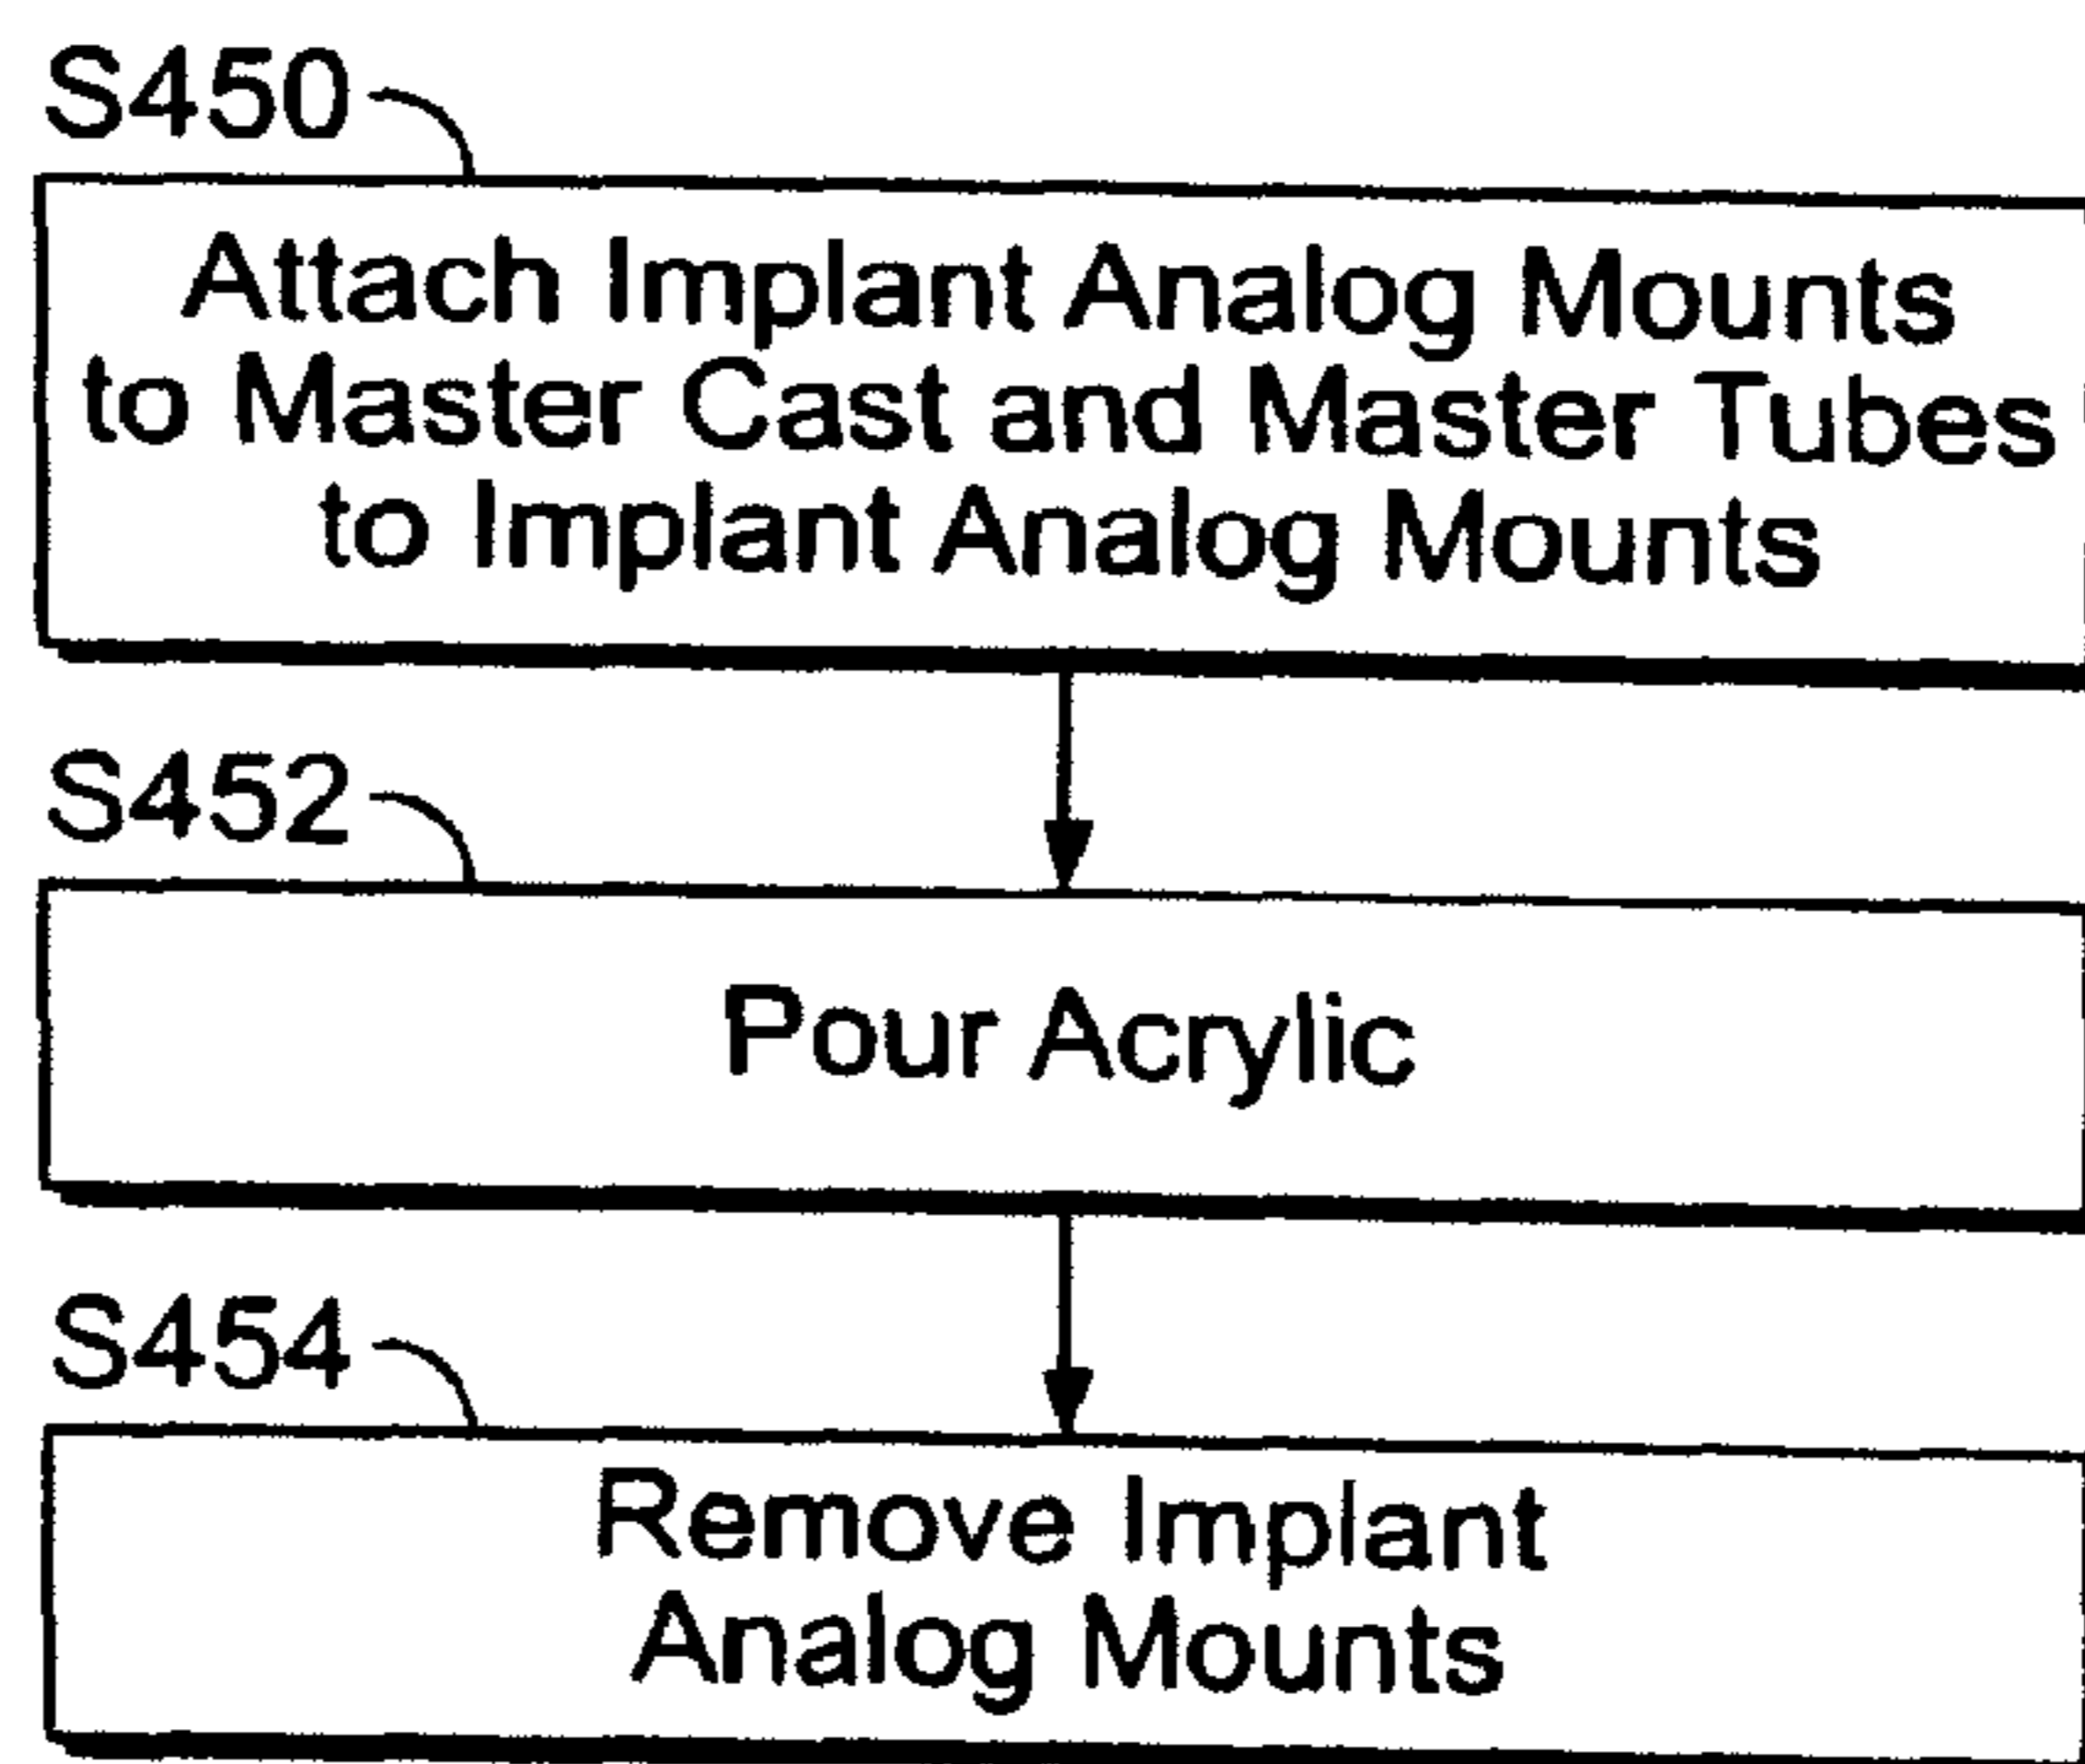 S450
Attach Implant Analog Mounts
to Master Cast and Master Tubes
to Implant Analog Mounts
S452
Pour Acrylic
S454
Remove Implant
Analog Mounts